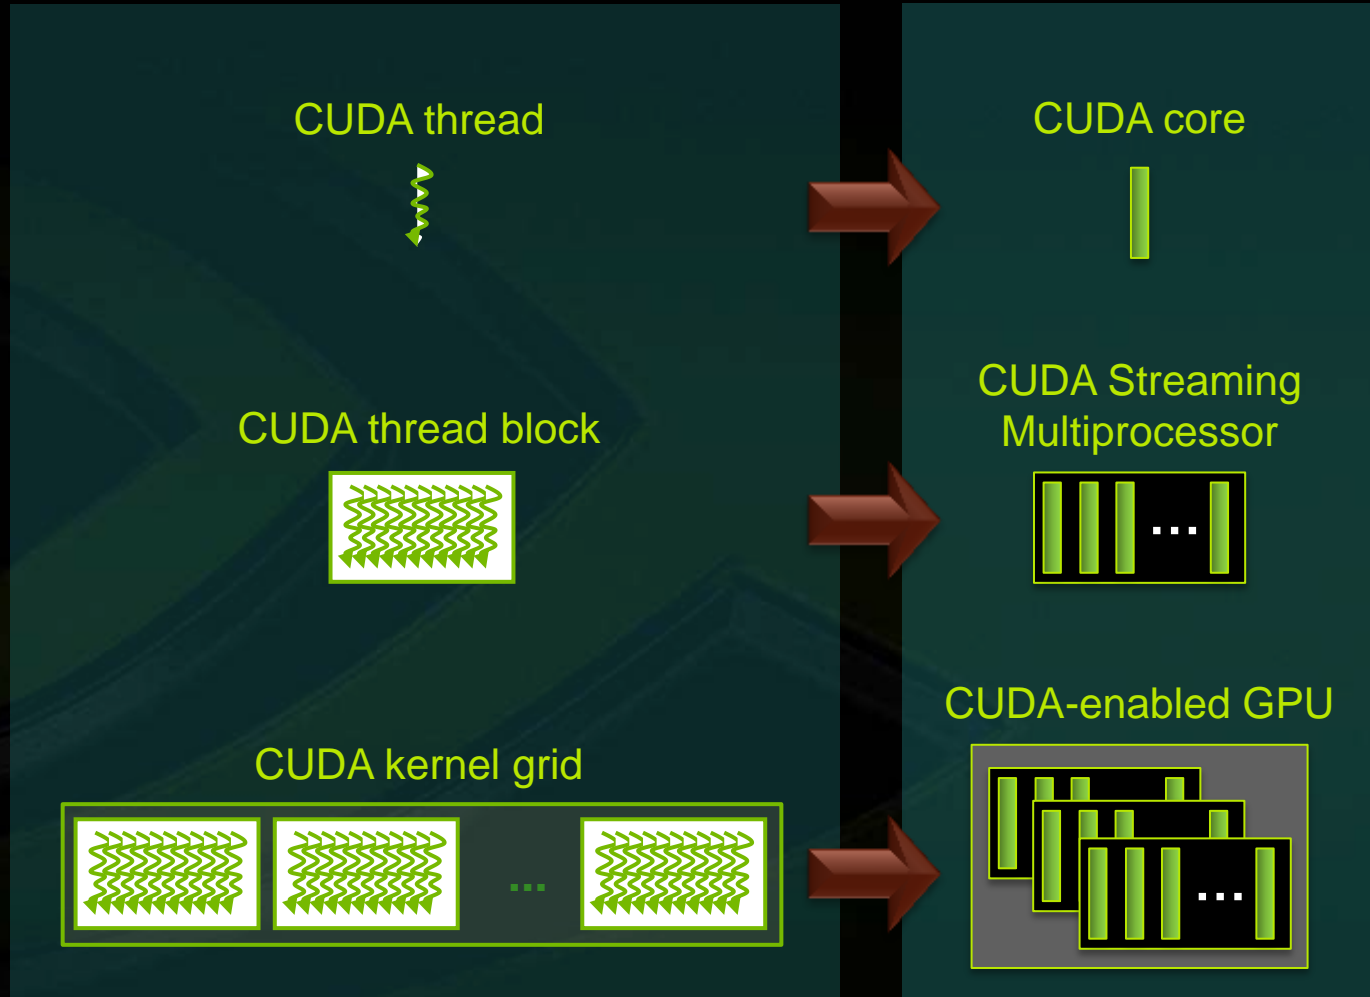 CUDA thread
CUDA core
CUDA thread block
CUDA Streaming
Multiprocessor
...
CUDA kernel grid
...
CUDA-enabled GPU
...